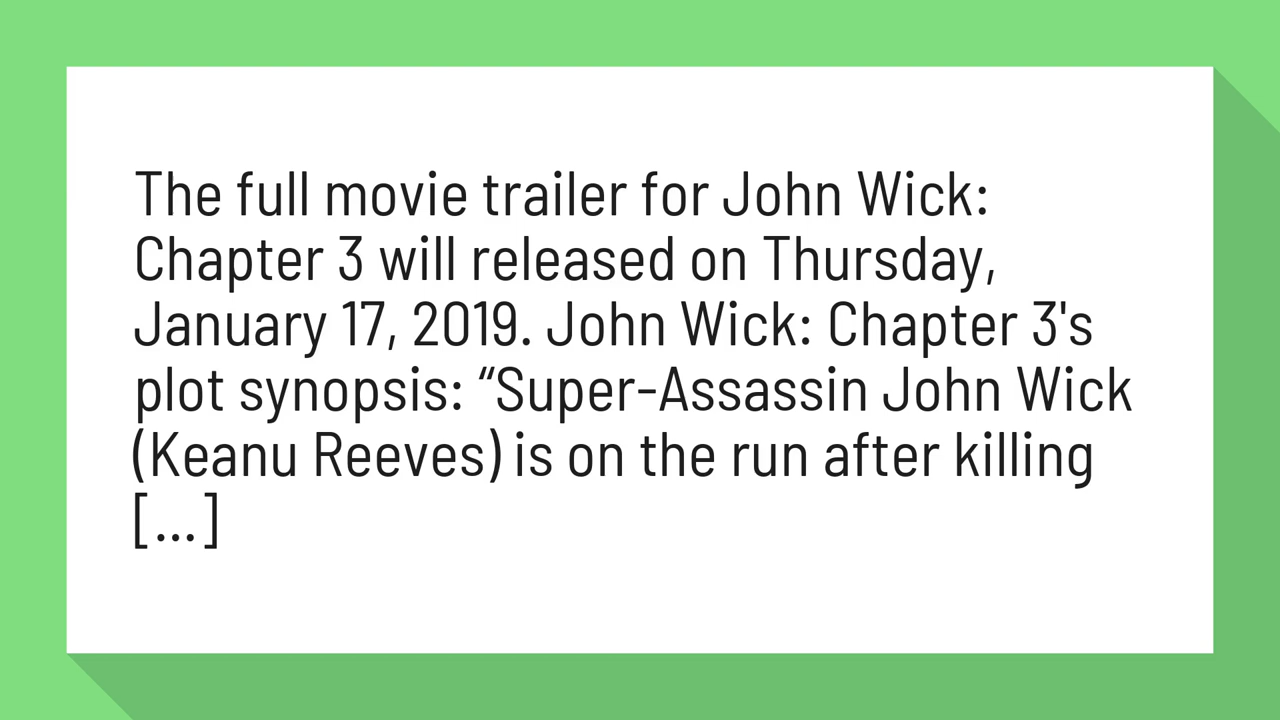 The full movie trailer for John Wick:
Chapter 3 will released on Thursday,
January 17, 2019. John Wick: Chapter 3's
plot synopsis: “Super-Assassin John Wick
(Keanu Reeves) is on the run after killing
[…]